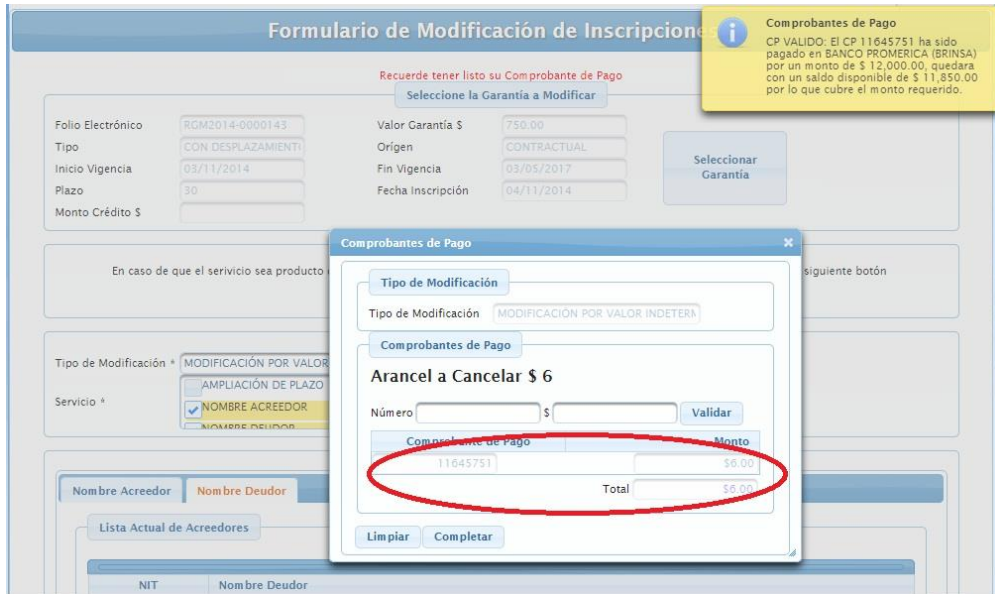 Formulario de Modificación de Inscripciones
Comprobantes de Pago
CP VALIDO: El CP 11645751 ha sido
pagado en BANCO PROMERICA (BRINSA)
por un monto de $ 12,000.00, quedara
con un saldo disponible de $ 11,850.00
por lo que cubre el monto requerido.
Recuerde tener listo su Comprobante de Pago
Seleccione la Garantía a Modificar
Folio Electrónico RGM2014-0000143 Valor Garantía $ 750.00
Tipo CON DESPLAZAMIENT Orígen CONTRACTUAL
Inicio Vigencia 03/11/2014 Fin Vigencia 03/05/2017
Plazo 30 Fecha Inscripción 04/11/2014
Monto Crédito $
Seleccionar
Garantía
En caso de que el serivicio sea producto
siguiente botón
Tipo de Modificación * MODIFICACIÓN POR VALOR
Servicio *
AMPLIACIÓN DE PLAZO
NOMBRE ACREEDOR
NOMBRE DEUDOR
Nombre Acreedor Nombre Deudor
Lista Actual de Acreedores
NIT Nombre Deudor
Comprobantes de Pago ×
Tipo de Modificación
Tipo de Modificación MODIFICACIÓN POR VALOR INDETERM
Comprobantes de Pago
Arancel a Cancelar $ 6
Número $ Validar
Comprobante de Pago Monto
11645751 $6.00
Total $6.00
Limpiar Completar